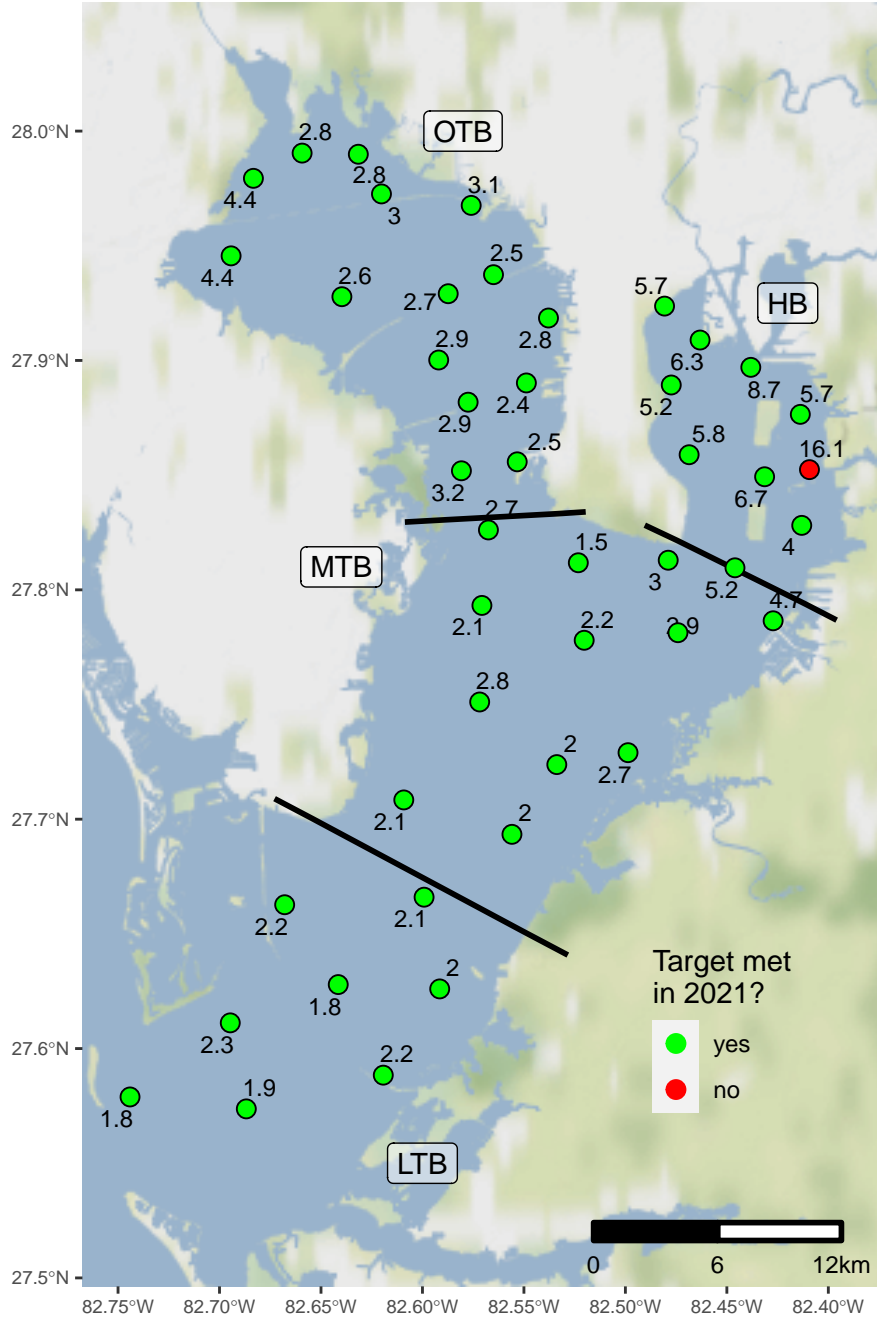 28.0°N
27.9°N
27.8°N
27.7°N
27.6°N
27.5°N
OTB
2.8
2.8
4.4
3
3.1
4.4
2.6
2.5
2.7
2.8
2.9
2.4
2.9
2.5
3.2
2.7
HB
5.7
6.3
8.7
5.2
5.7
5.8
16.1
6.7
4
5.2
4.7
MTB
1.5
3
2.1
2.2
2.9
2.8
2
2.7
2.1
2
2.1
2.2
1.8
2
2.3
2.2
1.8
1.9
LTB
Target met
in 2021?
yes
no
0 6 12km
82.75°W 82.70°W 82.65°W 82.60°W 82.55°W 82.50°W 82.45°W 82.40°W